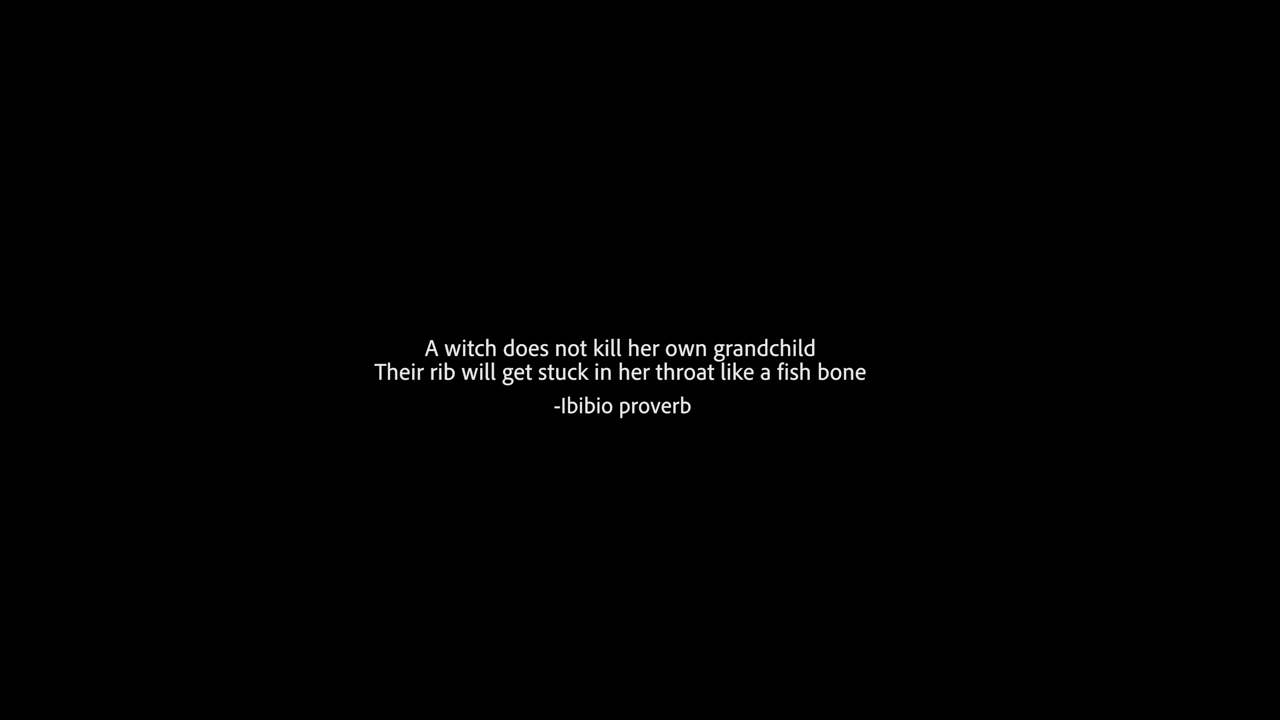 A witch does not kill her own grandchild
Their rib will get stuck in her throat like a fish bone
-Ibibio proverb